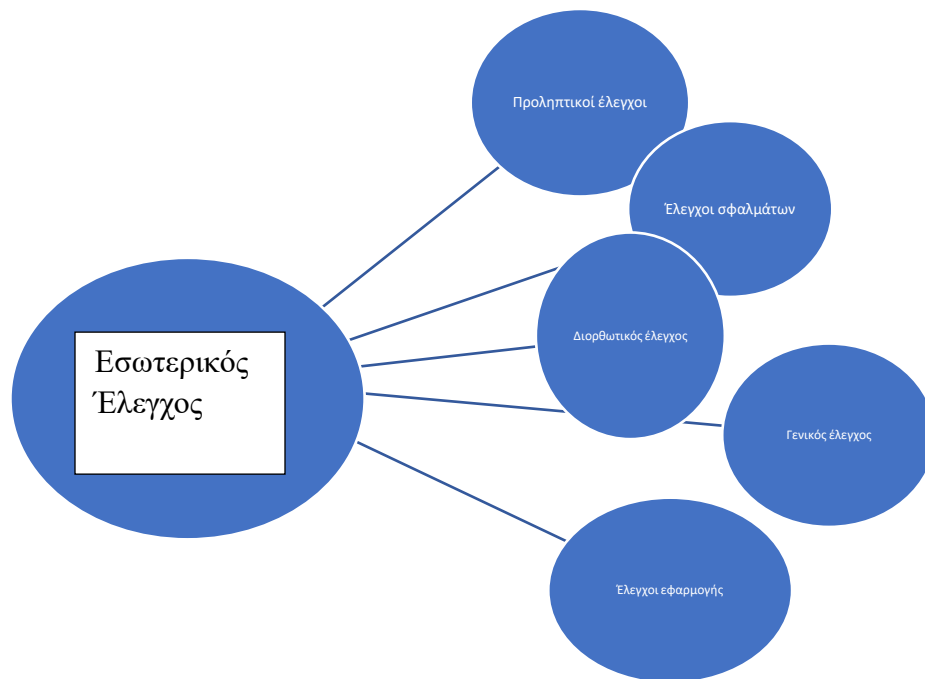 Προληπτικοί έλεγχοι
Έλεγχοι σφαλμάτων
Διορθωτικός έλεγχος
Εσωτερικός
Έλεγχος
Γενικός έλεγχος
Έλεγχοι εφαρμογής